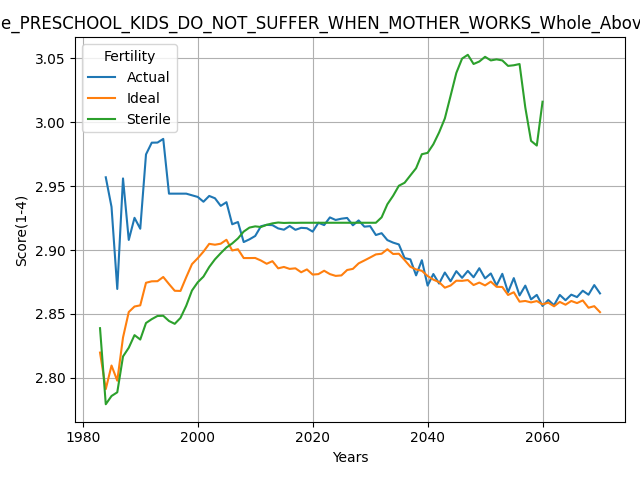 e_PRESCHOOL_KIDS_DO_NOT_SUFFER_WHEN_MOTHER_WORKS_Whole_Abov
Fertility
Actual
Ideal
Sterile
3.05
3.00
2.95
2.90
2.85
2.80
Score(1-4)
1980 2000 2020 2040 2060
Years